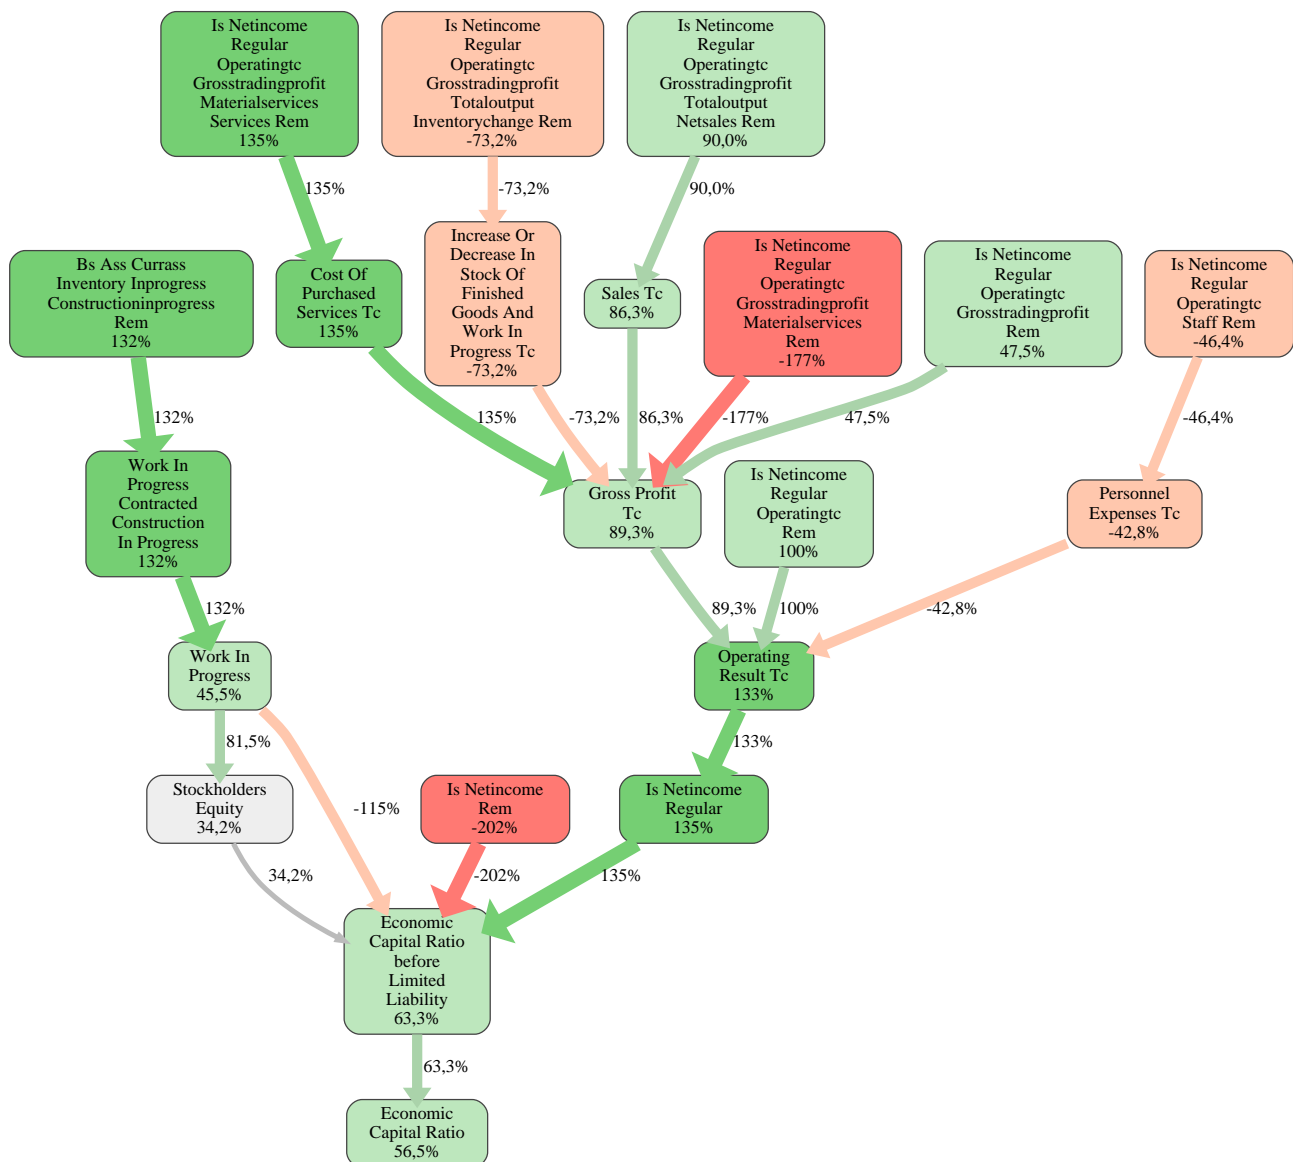 Is Netincome
Regular
Operatingtc
Grosstradingprofit
Materialservices
Services Rem
135%
Is Netincome
Regular
Operatingtc
Grosstradingprofit
Totaloutput
Inventorychange Rem
-73,2%
Is Netincome
Regular
Operatingtc
Grosstradingprofit
Totaloutput
Netsales Rem
90,0%
135%
-73,2%
90,0%
Bs Ass Currass
Inventory Inprogress
Constructioninprogress
Rem
132%
Cost Of
Purchased
Services Tc
135%
Increase Or
Decrease In
Stock Of
Finished
Goods And
Work In
Progress Tc
-73,2%
Sales Tc
86,3%
Is Netincome
Regular
Operatingtc
Grosstradingprofit
Materialservices
Rem
-177%
Is Netincome
Regular
Operatingtc
Grosstradingprofit
Rem
47,5%
Is Netincome
Regular
Operatingtc
Staff Rem
-46,4%
132%
135%
-73,2%
86,3%
-177%
47,5%
-46,4%
Work In
Progress
Contracted
Construction
In Progress
132%
Gross Profit
Tc
89,3%
Is Netincome
Regular
Operatingtc
Rem
100%
Personnel
Expenses Tc
-42,8%
132%
89,3%
100%
-42,8%
Work In
Progress
45,5%
Operating
Result Tc
133%
81,5%
133%
Stockholders
Equity
34,2%
-115%
Is Netincome
Rem
-202%
Is Netincome
Regular
135%
34,2%
-202%
135%
Economic
Capital Ratio
before
Limited
Liability
63,3%
63,3%
Economic
Capital Ratio
56,5%